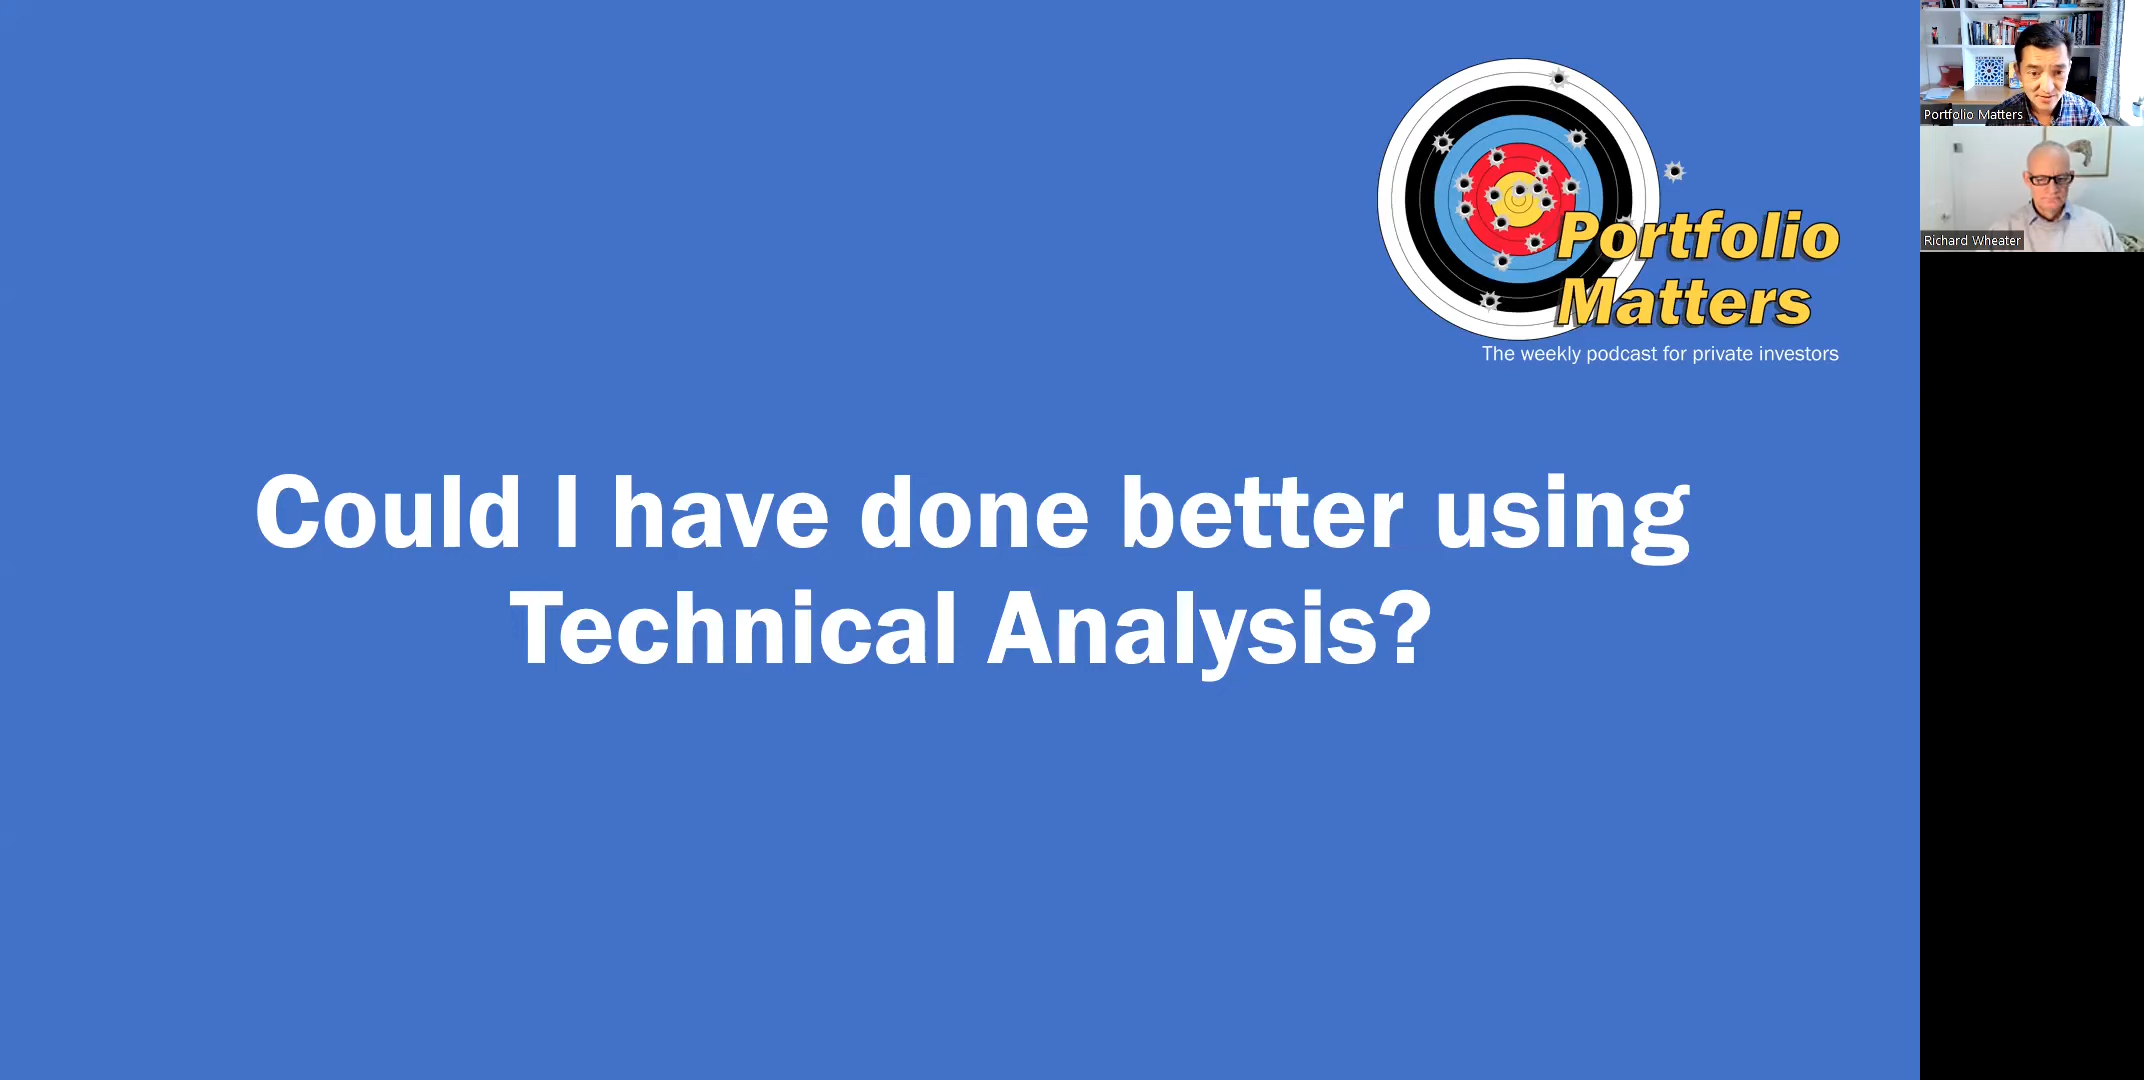 Portfolio
Matters
The weekly podcast for private investors
Could I have done better using
Technical Analysis?
Portfolio Matters
Richard Wheater